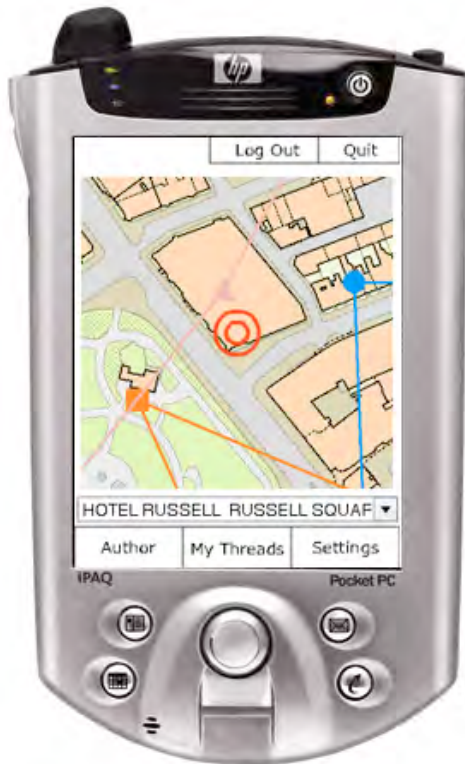 hp
Log Out Quit
HOTEL RUSSELL RUSSELL SQUAF
Author My Threads Settings
iPAQ Pocket PC